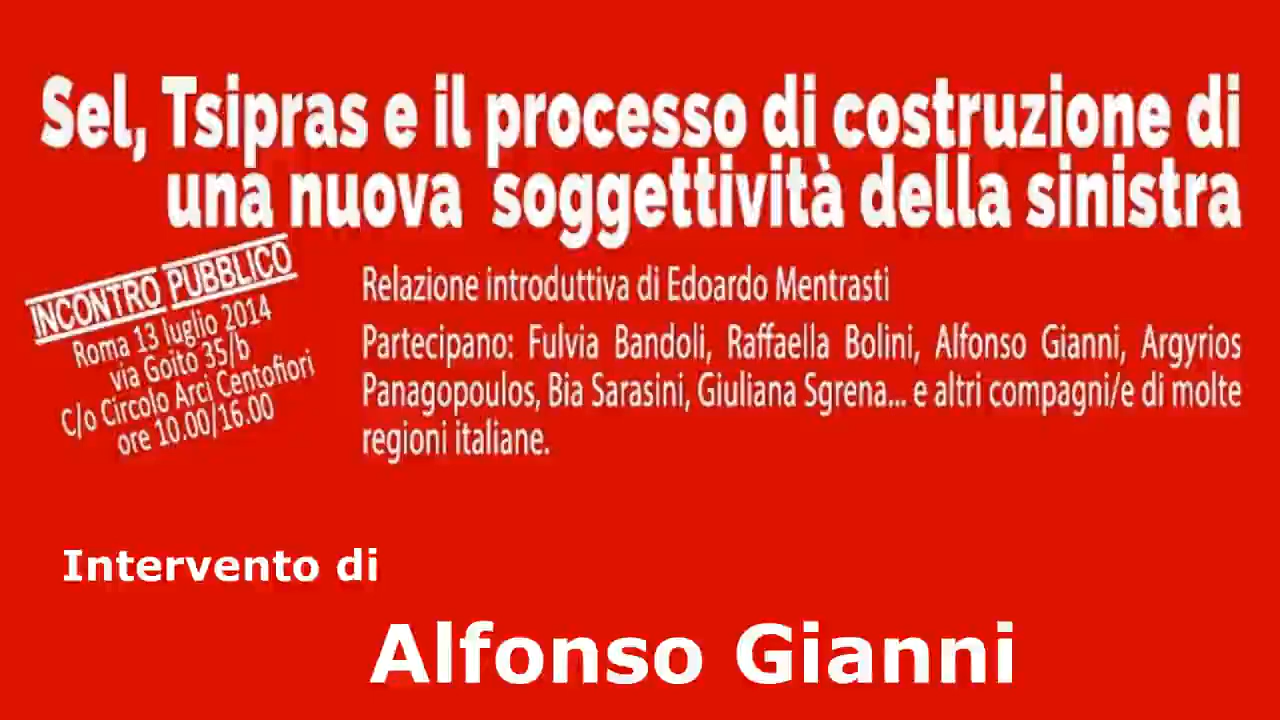 Sel, Tsipras e il processo di costruzione di
una nuova soggettività della sinistra
INCONTRO PUBBLICO
Roma 13 luglio 2014
via Goito 35/b
C/o Circolo Arci Centofiori
ore 10.00/16.00
Relazione introduttiva di Edoardo Mentrasti
Partecipano: Fulvia Bandoli, Raffaella Bolini, Alfonso Gianni, Argyrios
Panagopoulos, Bia Sarasini, Giuliana Sgrena... e altri compagni/e di molte
regioni italiane.
Intervento di
Alfonso Gianni